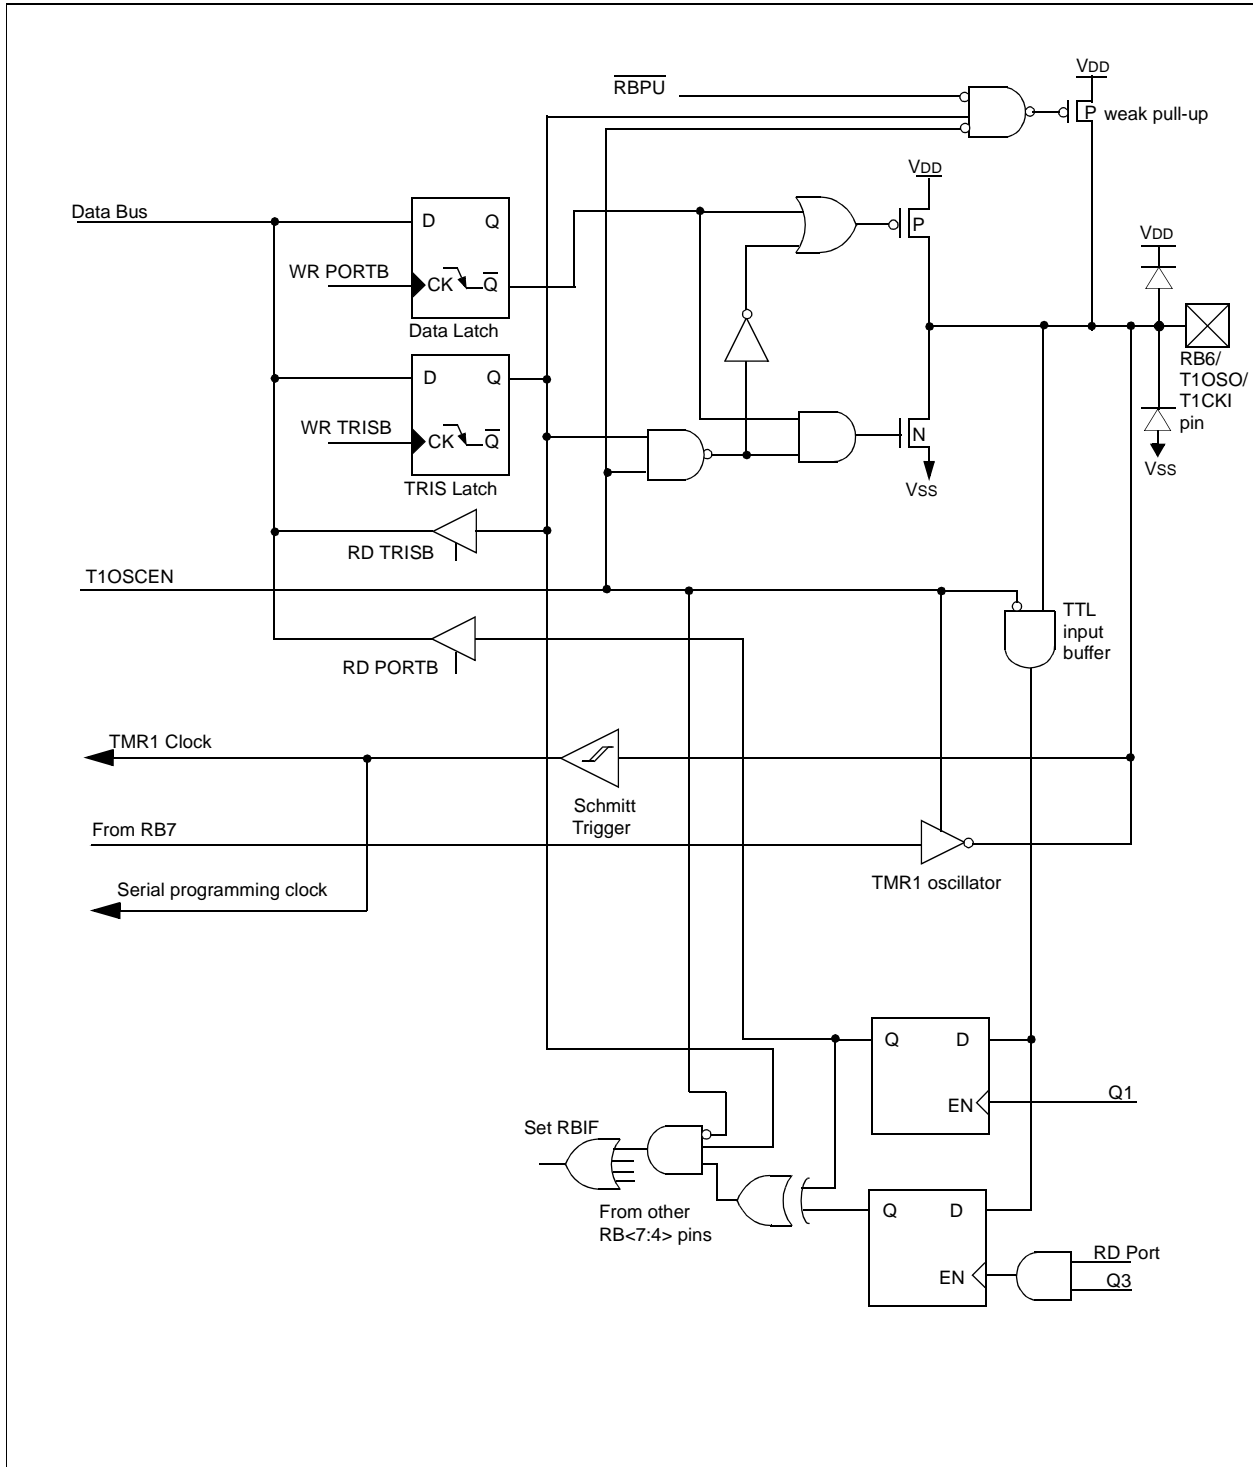 VDD
RBPU
P weak pull-up
VDD
Data Bus
D Q
P
VDD
WR PORTB
CK Q
Data Latch
D Q
RB6/
T1OSO/
T1CKI
pin
WR TRISB
CK Q
N
VSS
TRIS Latch
VSS
RD TRISB
T1OSCEN
TTL
input
buffer
RD PORTB
TMR1 Clock
Schmitt
Trigger
From RB7
TMR1 oscillator
Serial programming clock
Q D
EN
Q1
Set RBIF
From other
RB<7:4> pins
Q D
EN
RD Port
Q3